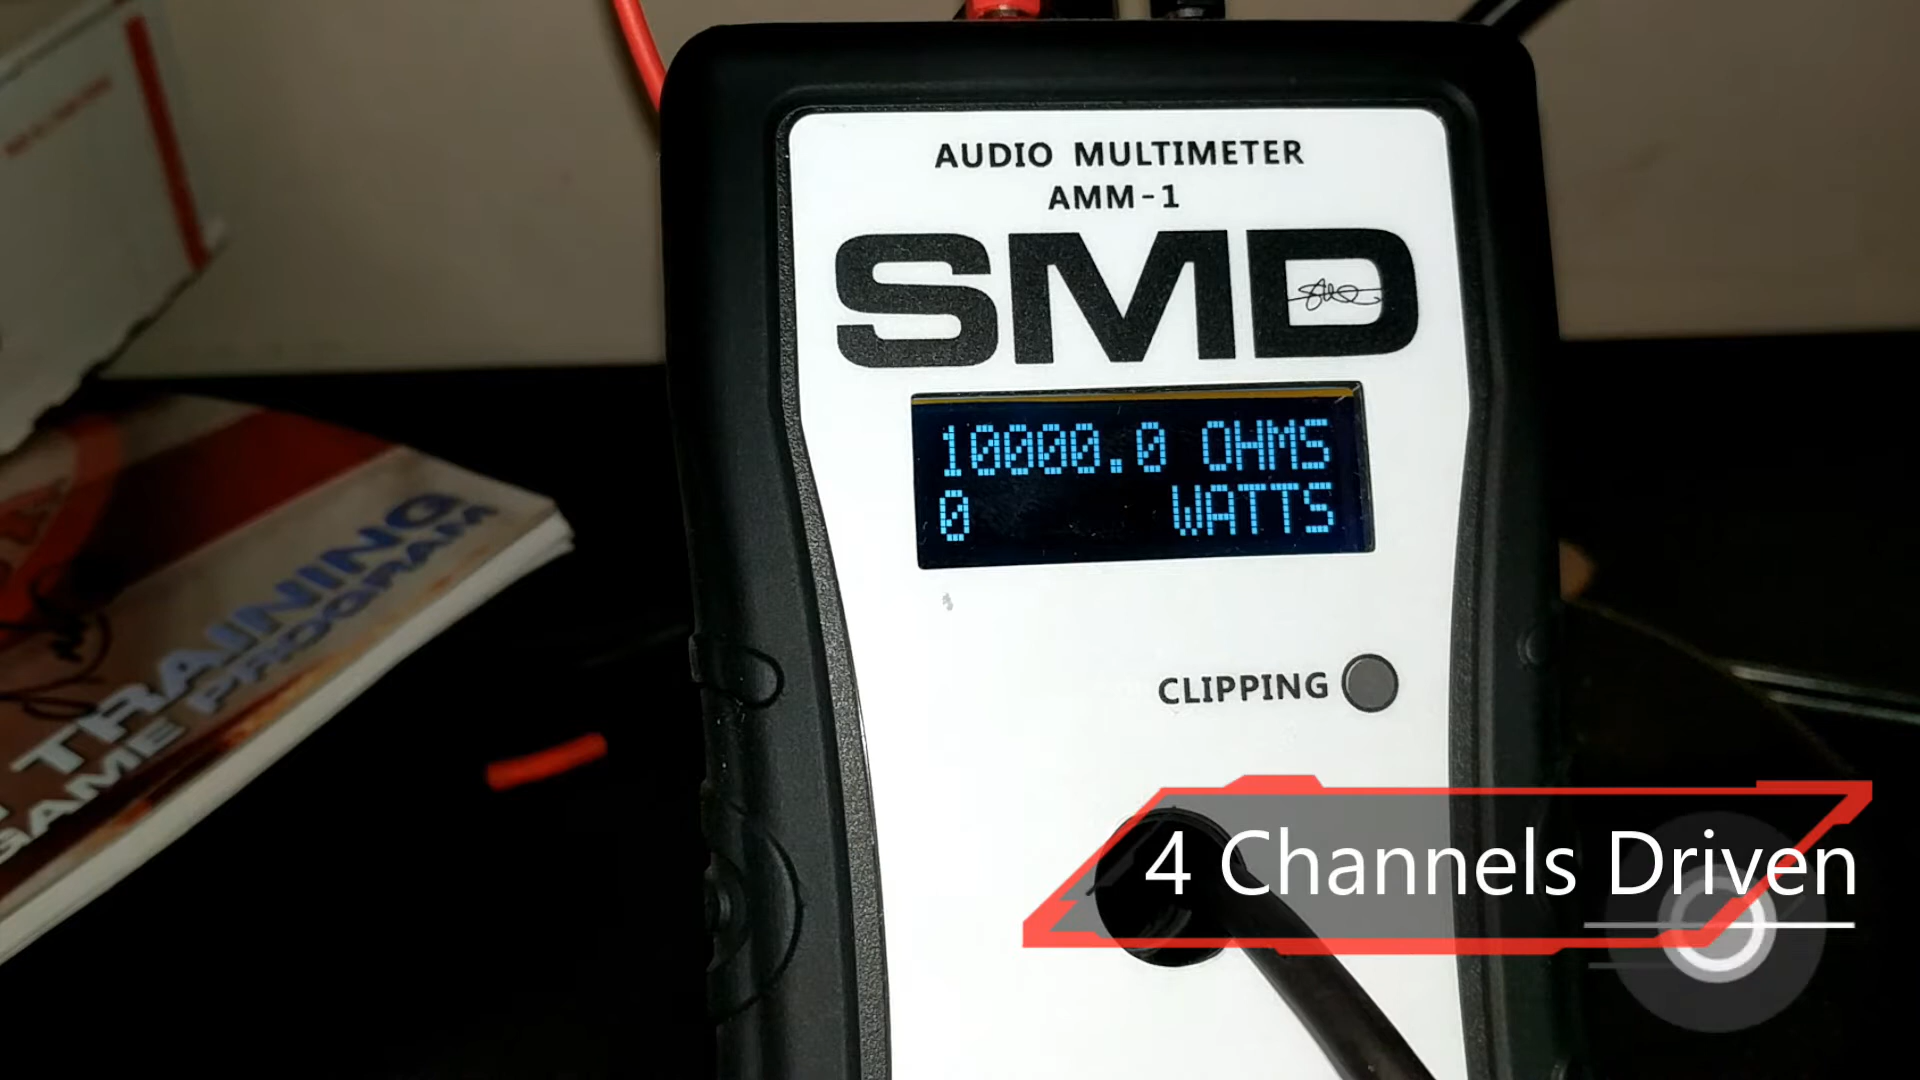 AUDIO MULTIMETER
AMM-1
SMD
10000.0 OHMS
0 WATTS
CLIPPING
4 Channels Driven
TRAINING
GAME PROGRAM